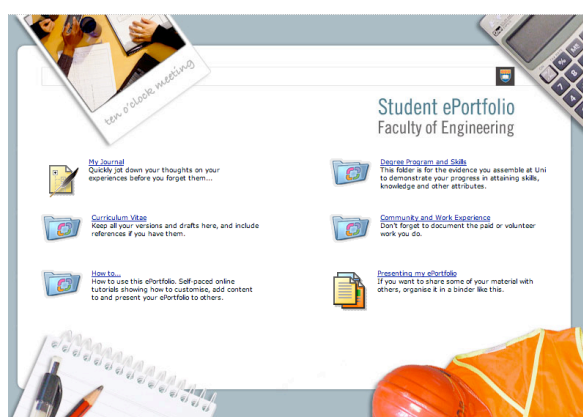 ten o'clock meeting
Student ePortfolio
Faculty of Engineering
My Journal
Quickly jot down your thoughts on your
experiences before you forget them...
Degree Program and Skills
This folder is for the evidence you assemble at Uni
to demonstrate your progress in attaining skills,
knowledge and other attributes.
Curriculum Vitae
Keep all your versions and drafts here, and include
references if you have them.
Community and Work Experience
Don't forget to document the paid or volunteer
work you do.
How to...
How to use this ePortfolio. Self-paced online
tutorials showing how to customise, add content
to and present your ePortfolio to others.
Presenting my ePortfolio
If you want to share some of your material with
others, organise it in a binder like this.